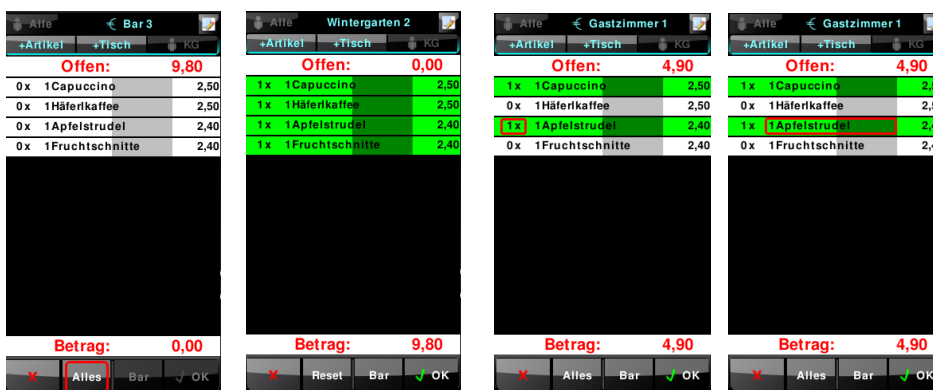 Alle € Bar 3
+Artikel +Tisch KG
Offen: 9,80
0x 1Capuccino 2,50
0x 1Häferlkaffee 2,50
0x 1Apfelstrudel 2,40
0x 1Fruchtschnitte 2,40
Betrag: 0,00
Alles Bar OK
Alle Wintergarten 2
+Artikel +Tisch KG
Offen: 0,00
1x 1Capuccino 2,50
1x 1Häferlkaffee 2,50
1x 1Apfelstrudel 2,40
1x 1Fruchtschnitte 2,40
Betrag: 9,80
Reset Bar OK
Alle € Gastzimmer 1
+Artikel +Tisch KG
Offen: 4,90
1x 1Capuccino 2,50
0x 1Häferlkaffee 2,50
1x 1Apfelstrudel 2,40
0x 1Fruchtschnitte 2,40
Betrag: 4,90
Alles Bar OK
Alle € Gastzimmer 1
+Artikel +Tisch KG
Offen: 4,90
1x 1Capuccino
0x 1Häferlkaffee
1x 1Apfelstrudel
0x 1Fruchtschnitte
Betrag: 4,90
Alles Bar OK